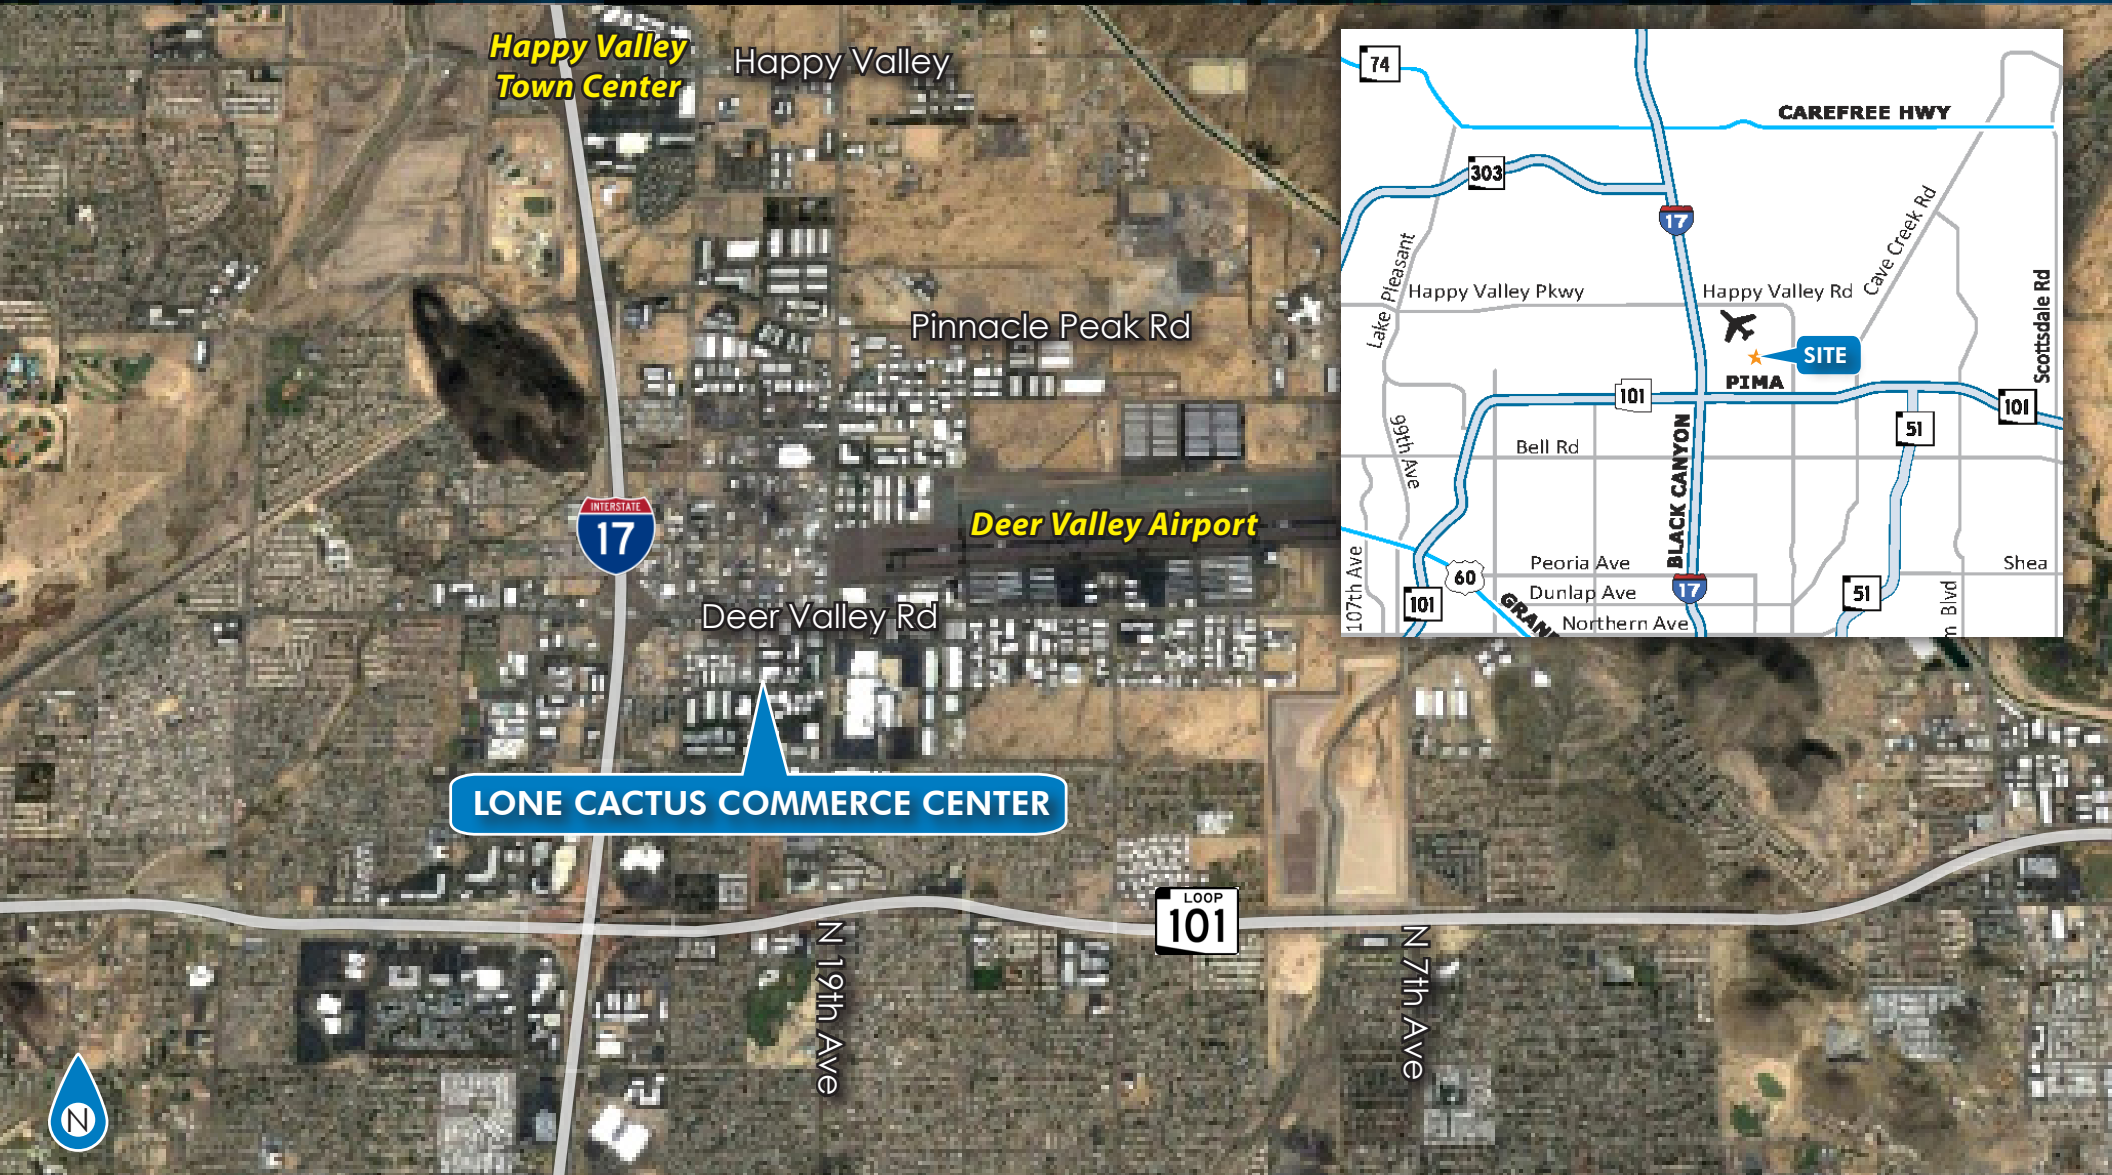 Happy Valley
Town Center
Happy Valley
Pinnacle Peak Rd
INTERSTATE
17
Deer Valley Airport
Deer Valley Rd
LONE CACTUS COMMERCE CENTER
LOOP
101
N 19th Ave
N 7th Ave
N
74
CAREFREE HWY
303
17
Cave Creek Rd
Lake Pleasant
Happy Valley Pkwy
Happy Valley Rd
Scottsdale Rd
SITE
PIMA
101
101
51
99th Ave
Bell Rd
BLACK CANYON
107th Ave
Peoria Ave
Shea
60
Dunlap Ave
17
51
101
GRAN
Northern Ave
Blvd